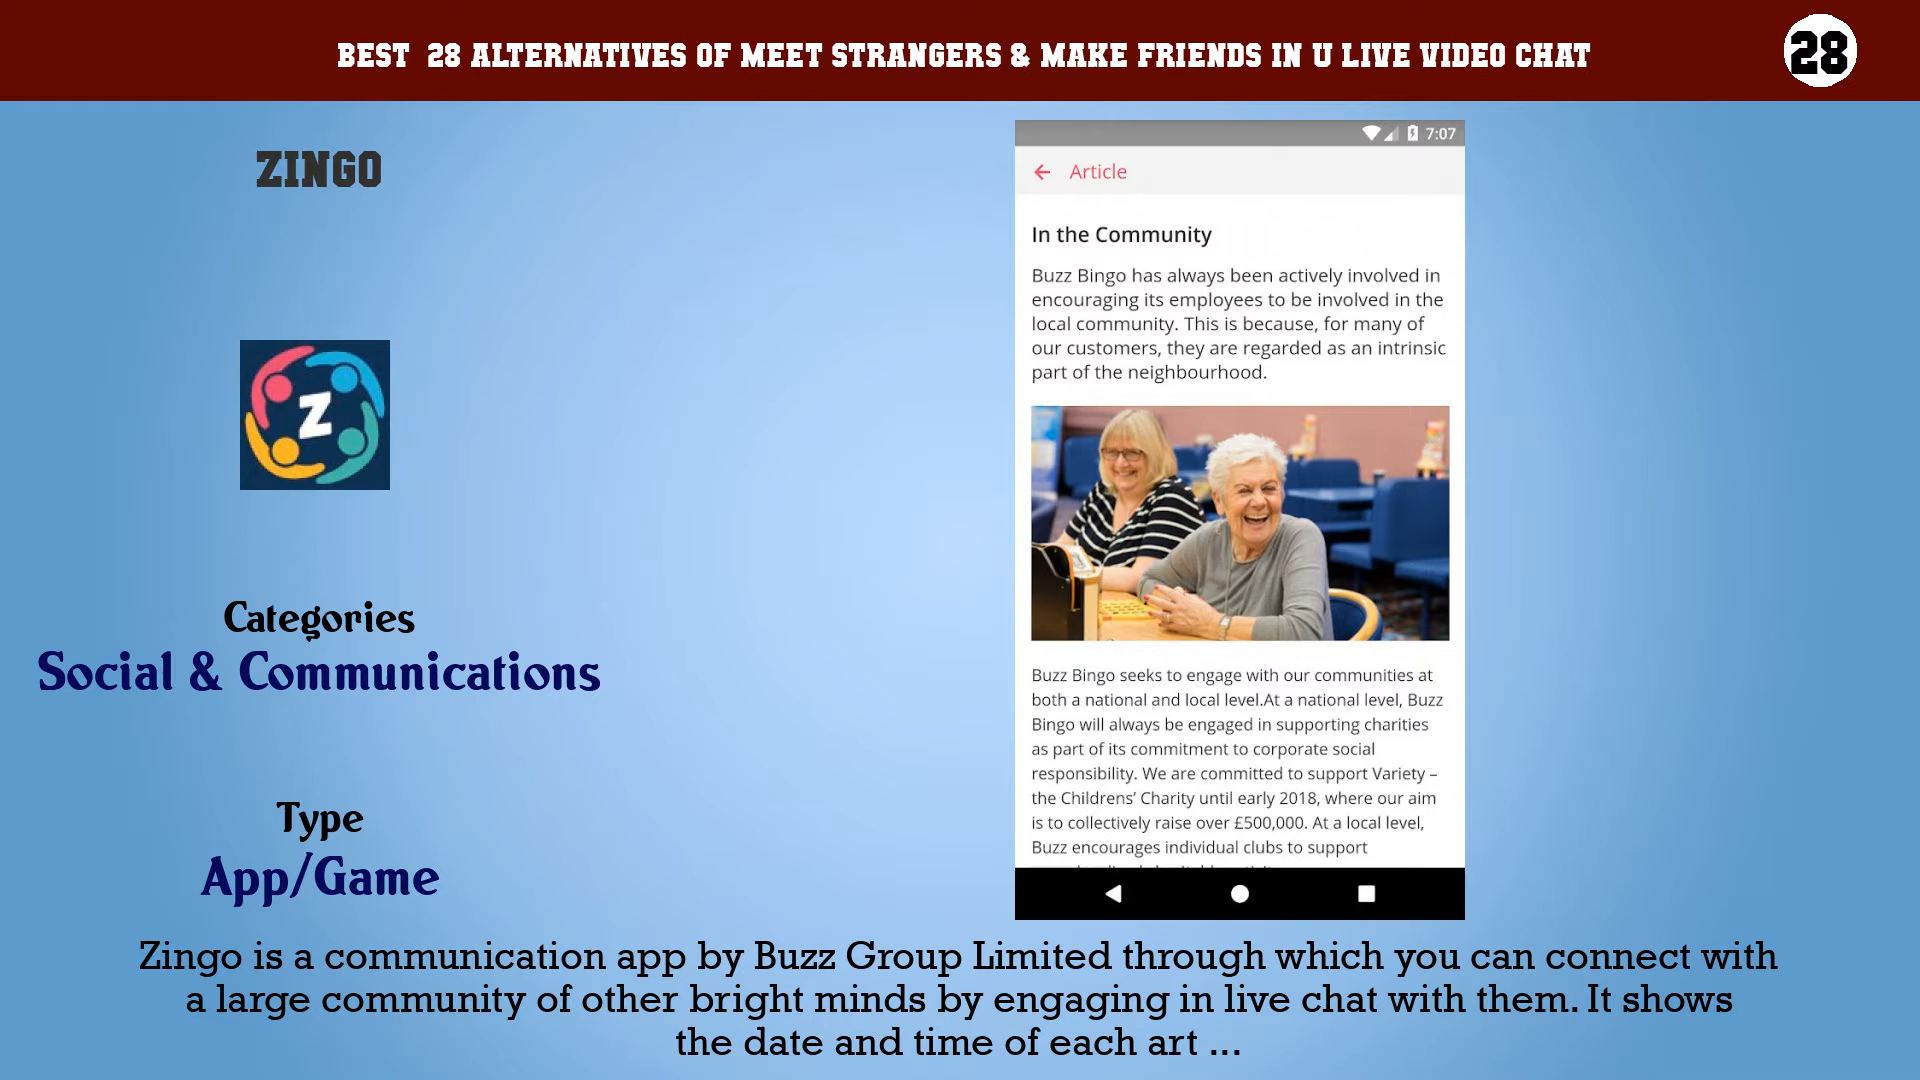 BEST 28 ALTERNATIVES OF MEET STRANGERS & MAKE FRIENDS IN U LIVE VIDEO CHAT
28
ZINGO
Z
Categories
Social & Communications
Type
App/Game
7:07
Article
In the Community
Buzz Bingo has always been actively involved in
encouraging its employees to be involved in the
local community. This is because, for many of
our customers, they are regarded as an intrinsic
part of the neighbourhood.
Buzz Bingo seeks to engage with our communities at
both a national and local level.At a national level, Buzz
Bingo will always be engaged in supporting charities
as part of its commitment to corporate social
responsibility. We are committed to support Variety –
the Childrens’ Charity until early 2018, where our aim
is to collectively raise over £500,000. At a local level,
Buzz encourages individual clubs to support
Zingo is a communication app by Buzz Group Limited through which you can connect with
a large community of other bright minds by engaging in live chat with them. It shows
the date and time of each art ...